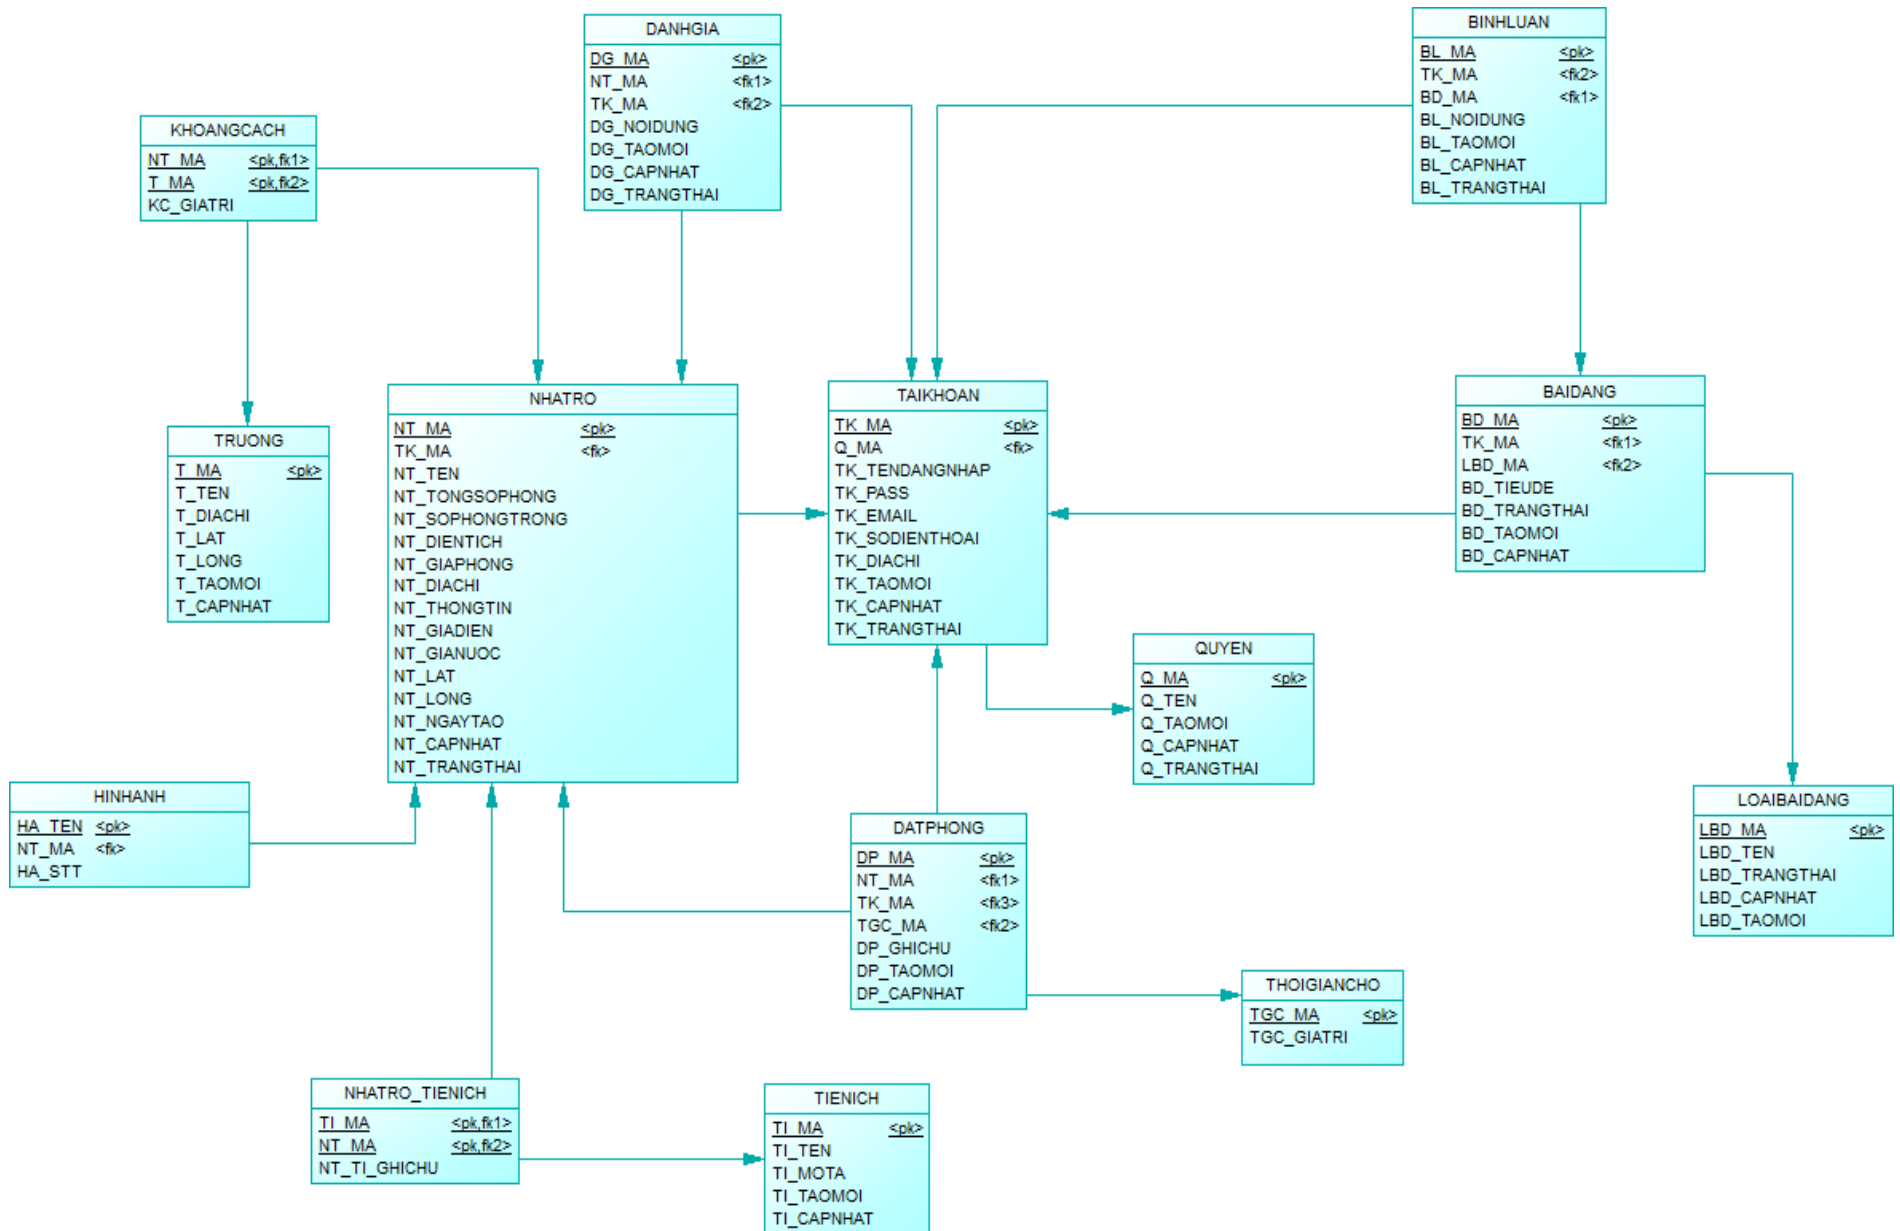 DANHGIA
DG_MA <pk>
NT_MA <fk1>
TK_MA <fk2>
DG_NOIDUNG
DG_TAOMOI
DG_CAPNHAT
DG_TRANGTHAI
BINHLUAN
BL_MA <pk>
TK_MA <fk2>
BD_MA <fk1>
BL_NOIDUNG
BL_TAOMOI
BL_CAPNHAT
BL_TRANGTHAI
KHOANGCACH
NT_MA <pk,fk1>
T_MA <pk,fk2>
KC_GIATRI
TRUONG
T_MA <pk>
T_TEN
T_DIACHI
T_LAT
T_LONG
T_TAOMOI
T_CAPNHAT
NHATRO
NT_MA <pk>
TK_MA <fk>
NT_TEN
NT_TONGSOPHONG
NT_SOPHONGTRONG
NT_DIENTICH
NT_GIAPHONG
NT_DIACHI
NT_THONGTIN
NT_GIADIEN
NT_GIANUOC
NT_LAT
NT_LONG
NT_NGAYTAO
NT_CAPNHAT
NT_TRANGTHAI
TAIKHOAN
TK_MA <pk>
Q_MA <fk>
TK_TENDANGNHAP
TK_PASS
TK_EMAIL
TK_SODIENTHOAI
TK_DIACHI
TK_TAOMOI
TK_CAPNHAT
TK_TRANGTHAI
BAIDANG
BD_MA <pk>
TK_MA <fk1>
LBD_MA <fk2>
BD_TIEUDE
BD_TRANGTHAI
BD_TAOMOI
BD_CAPNHAT
QUYEN
Q_MA <pk>
Q_TEN
Q_TAOMOI
Q_CAPNHAT
Q_TRANGTHAI
HINHANH
HA_TEN <pk>
NT_MA <fk>
HA_STT
DATPHONG
DP_MA <pk>
NT_MA <fk1>
TK_MA <fk3>
TGC_MA <fk2>
DP_GHICHU
DP_TAOMOI
DP_CAPNHAT
LOAIBAIDANG
LBD_MA <pk>
LBD_TEN
LBD_TRANGTHAI
LBD_CAPNHAT
LBD_TAOMOI
THOIGIANCHO
TGC_MA <pk>
TGC_GIATRI
NHATRO_TIENICH
TI_MA <pk,fk1>
NT_MA <pk,fk2>
NT_TI_GHICHU
TIENICH
TI_MA <pk>
TI_TEN
TI_MOTA
TI_TAOMOI
TI_CAPNHAT